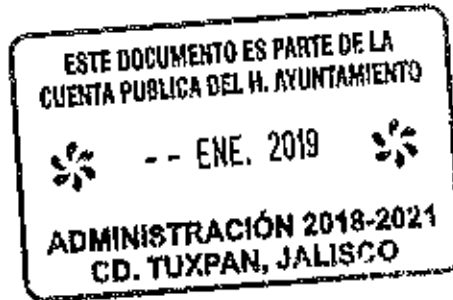 ESTE DOCUMENTO ES PARTE DE LA
CUENTA PUBLICA DEL H. AYUNTAMIENTO
-- ENE. 2019
ADMINISTRACIÓN 2018-2021
CD. TUXPAN, JALISCO